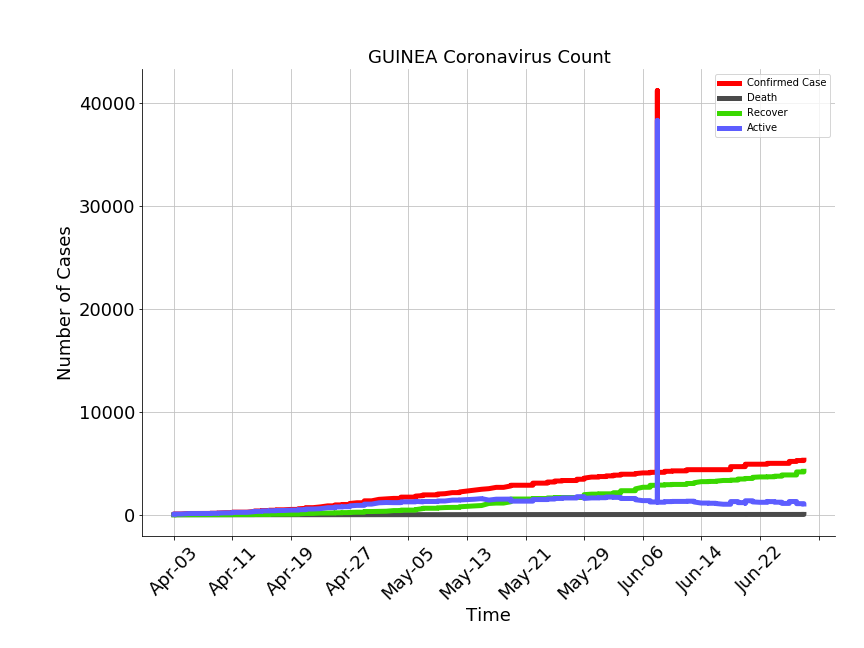 GUINEA Coronavirus Count
Confirmed Case
Death
Recover
Active
Number of Cases
40000
30000
20000
10000
0
Apr-03
Apr-11
Apr-19
Apr-27
May-05
May-13
May-21
May-29
Jun-06
Jun-14
Jun-22
Time